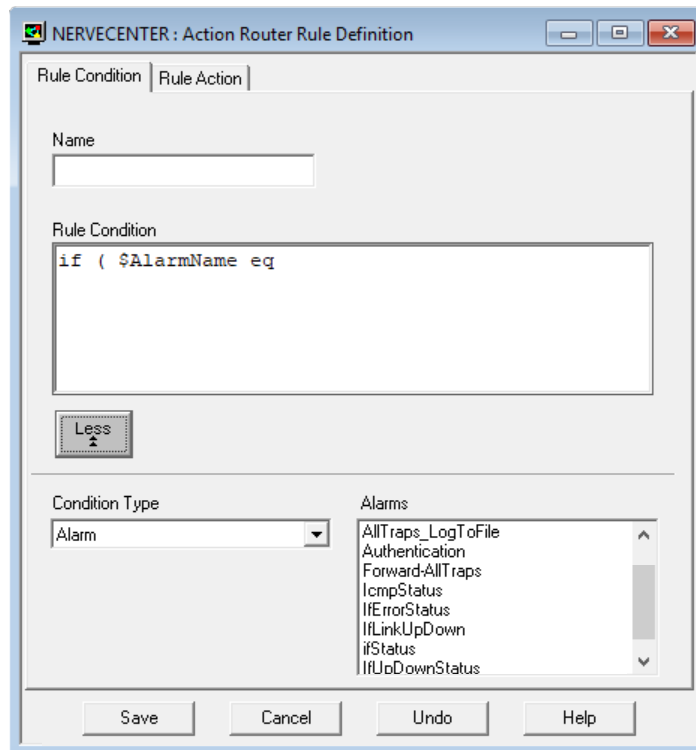 NERVECENTER : Action Router Rule Definition
Rule Condition
Rule Action
Name
Rule Condition
if ( $AlarmName eq
Less
Condition Type
Alarms
Alarm
AllTraps_LogToFile
Authentication
Forward-AllTraps
IcmpStatus
IfErrorStatus
IfLinkUpDown
ifStatus
IfUpDownStatus
Save
Cancel
Undo
Help